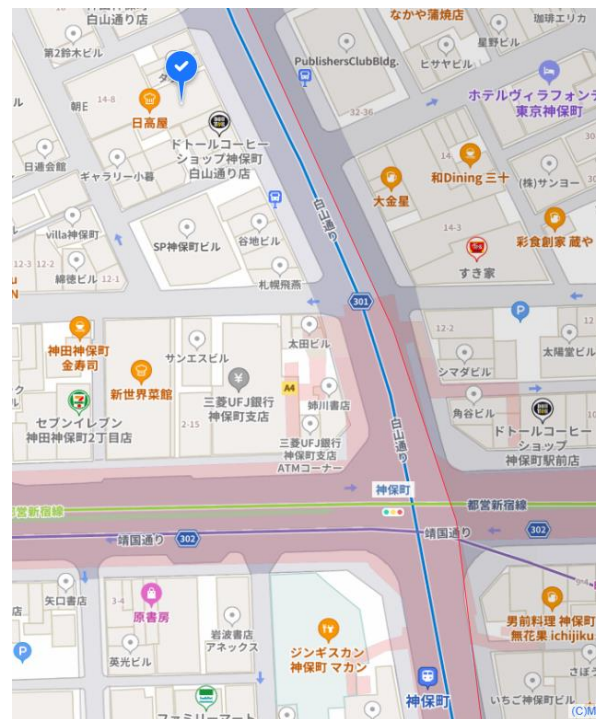 白山通り店
第2鈴木ビル
PublishersClubBldg.
なかや蒲焼店
珈琲エリカ
星野ビル
ヒサヤビル
ホテルヴィラフォンテ
東京神保町
朝E
14-8
日高屋
ドトールコーヒー
ショップ神保町
白山通り店
32-36
日逓会館
ギャラリー小暮
大金星
和Dining 三十
(株)サンヨー
白山通り
villa神保町
SP神保町ビル
谷地ビル
14-3
すき家
彩食創家 蔵や
12-3
12-2
綿徳ビル
12-1
札幌飛燕
301
P
神田神保町
金寿司
サンエスビル
太田ビル
12-2
12
シマダビル
太陽堂ビル
新世界菜館
三菱UFJ銀行
神保町支店
A4
姉川書店
セブンイレブン
神田神保町2丁目店
2-15
三菱UFJ銀行
神保町支店
ATMコーナー
白山通り
角谷ビル
10
ドトールコーヒー
ショップ
神保町駅前店
神保町
都営新宿線
都営新宿線
靖国通り
302
靖国通り
302
矢口書店
店
3-4
原書房
P
英光ビル
岩波書店
アネックス
ジンギスカン
神保町 マカン
男前料理 神保町
無花果 ichijiku
神保町
さぼう
いちご神保町ビル
ファミリーマート
(C)M